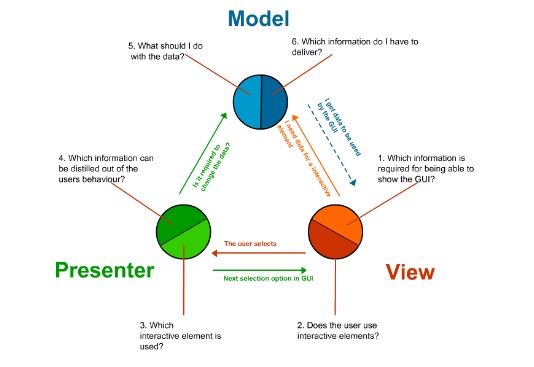 Model
5. What should I do
with the data?
6. Which information do I have to
deliver?
I got data to be used
by the GUI
I need data for a interactive
element
Is it required to
change the data?
4. Which information can
be distilled out of the
users behaviour?
1. Which information is
required for being able to
show the GUI?
The user selects
Next selection option in GUI
Presenter
View
3. Which
interactive element is
used?
2. Does the user use
interactive elements?